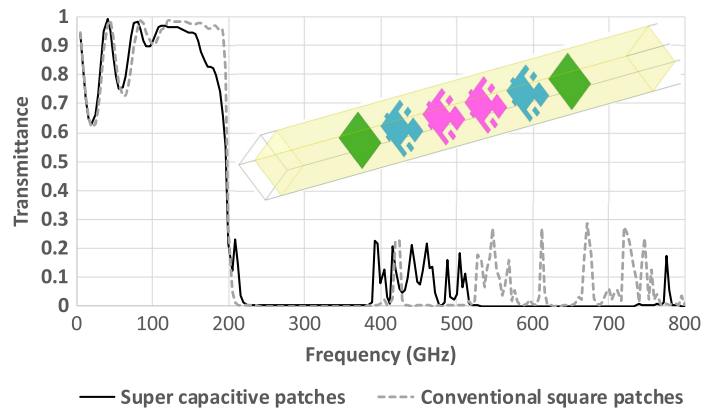 1
0.9
0.8
0.7
0.6
0.5
0.4
0.3
0.2
0.1
0
Transmittance
0 100 200 300 400 500 600 700 800
Frequency (GHz)
Super capacitive patches Conventional square patches